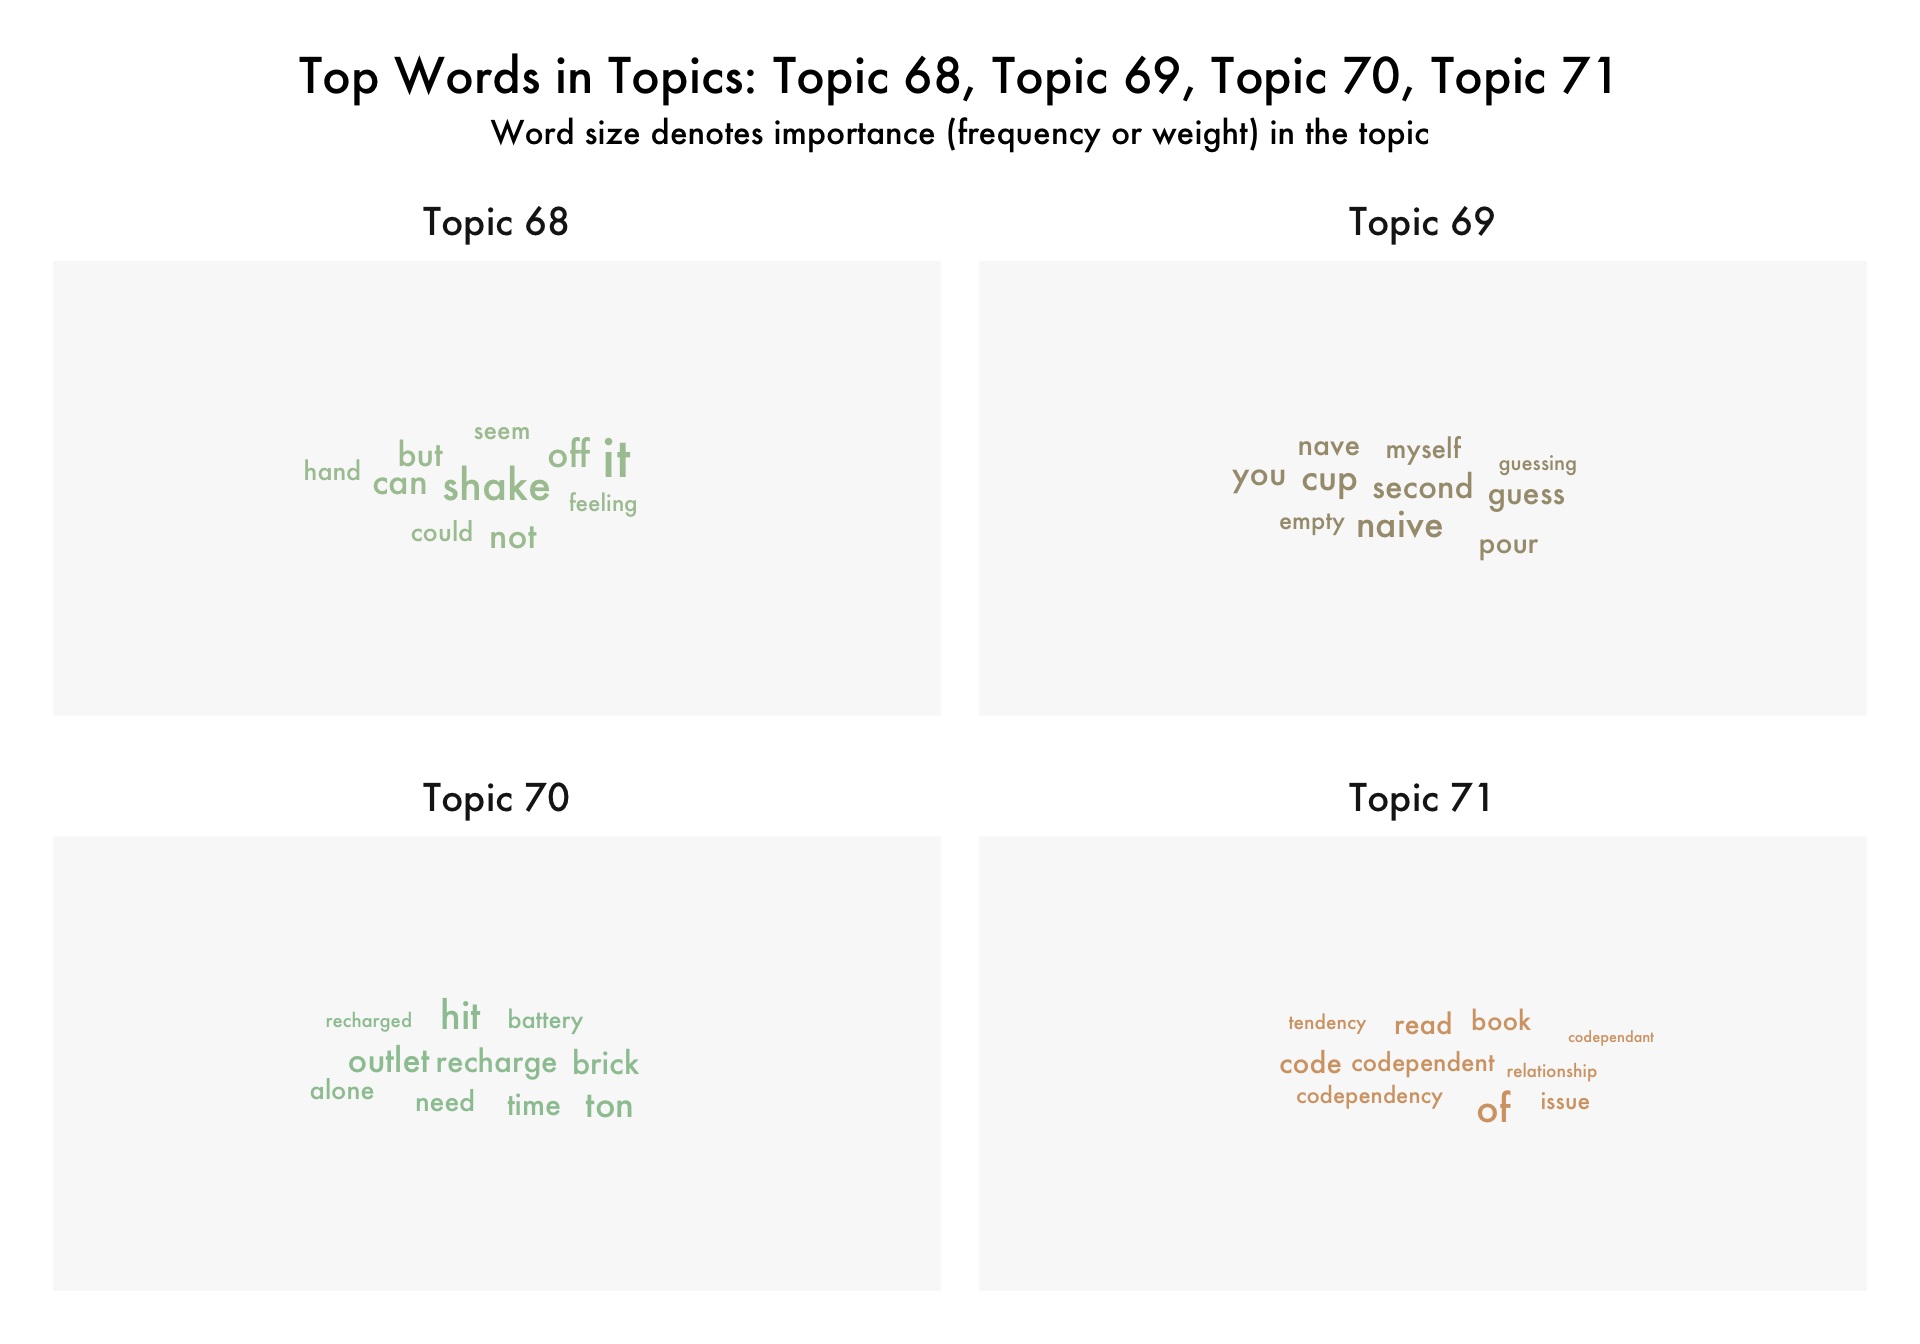 Top Words in Topics: Topic 68, Topic 69, Topic 70, Topic 71
Word size denotes importance (frequency or weight) in the topic
Topic 68
seem
but off it
hand can shake
feeling
could not
Topic 69
nave myself
guessing
you cup second guess
empty naive
pour
Topic 70
recharged hit battery
outlet recharge brick
alone need time ton
Topic 71
tendency read book
codependant
code codependent relationship
codependency of issue